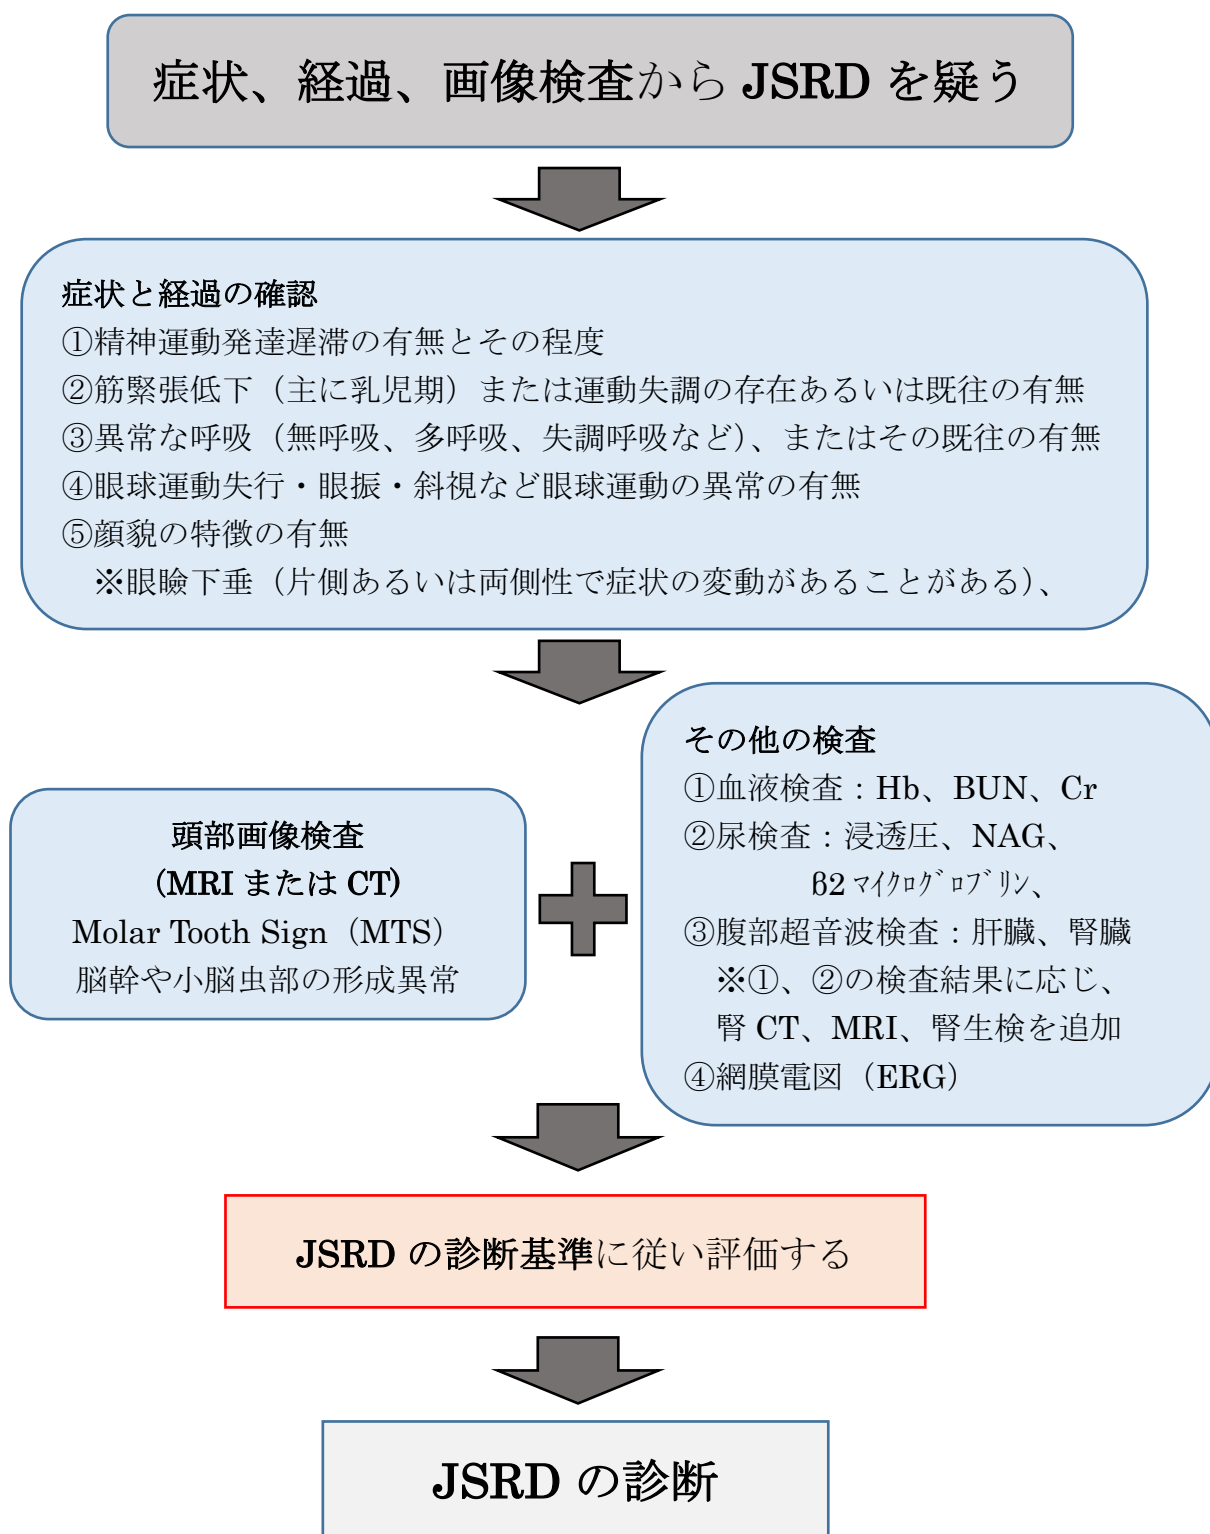 症状、経過、画像検査から JSRD を疑う
症状と経過の確認
①精神運動発達遅滞の有無とその程度
②筋緊張低下（主に乳児期）または運動失調の存在あるいは既往の有無
③異常な呼吸（無呼吸、多呼吸、失調呼吸など）、またはその既往の有無
④眼球運動失行・眼振・斜視など眼球運動の異常の有無
⑤顔貌の特徴の有無
※眼瞼下垂（片側あるいは両側性で症状の変動があることがある）、
頭部画像検査
(MRI または CT)
Molar Tooth Sign（MTS）
脳幹や小脳虫部の形成異常
その他の検査
①血液検査：Hb、BUN、Cr
②尿検査：浸透圧、NAG、
β2 ﾏｲｸﾛｸﾞﾛﾌﾞﾘﾝ、
③腹部超音波検査：肝臓、腎臓
※①、②の検査結果に応じ、
腎 CT、MRI、腎生検を追加
④網膜電図（ERG）
JSRD の診断基準に従い評価する
JSRD の診断